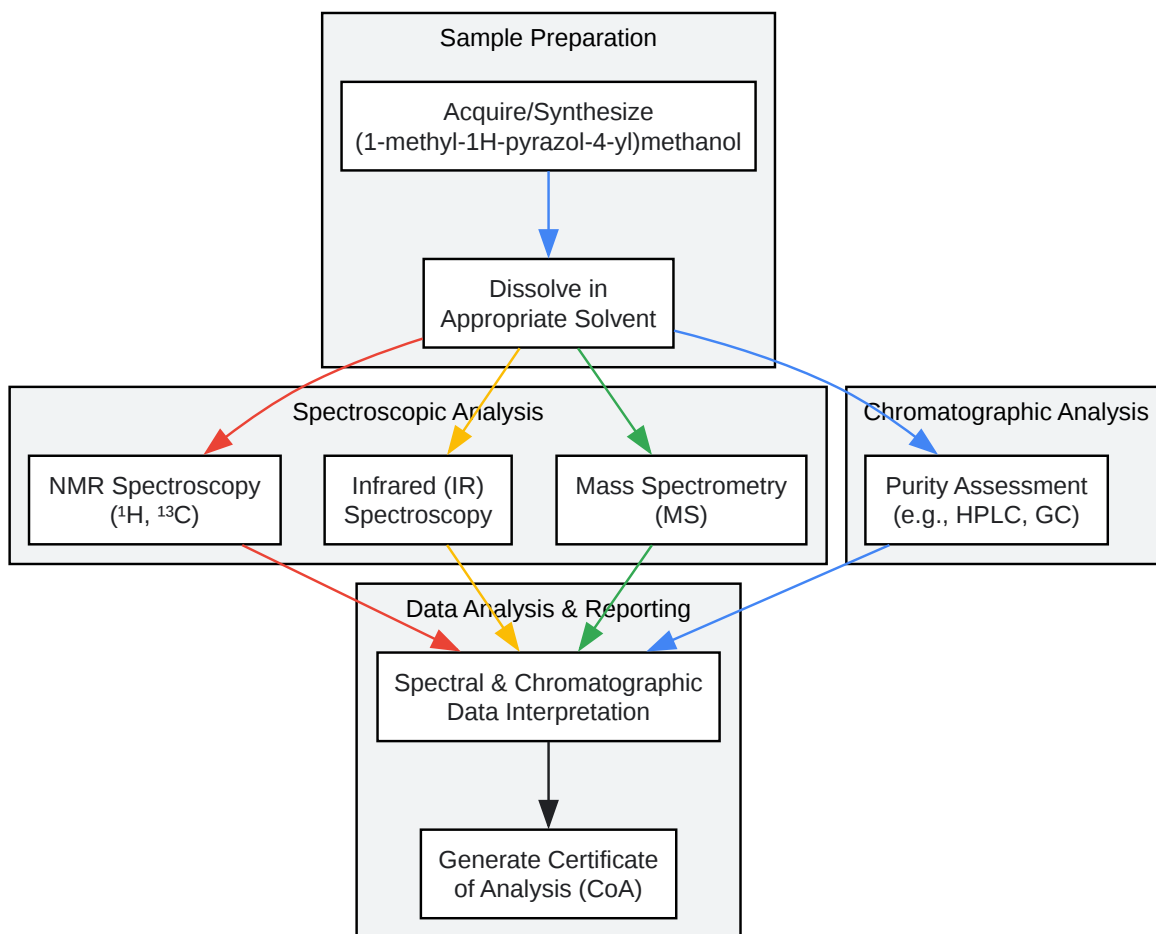 Sample Preparation
Acquire/Synthesize
(1-methyl-1H-pyrazol-4-yl)methanol
Dissolve in
Appropriate Solvent
Spectroscopic Analysis
Chromatographic Analysis
NMR Spectroscopy
(¹H, ¹³C)
Infrared (IR)
Spectroscopy
Mass Spectrometry
(MS)
Purity Assessment
(e.g., HPLC, GC)
Data Analysis & Reporting
Spectral & Chromatographic
Data Interpretation
Generate Certificate
of Analysis (CoA)